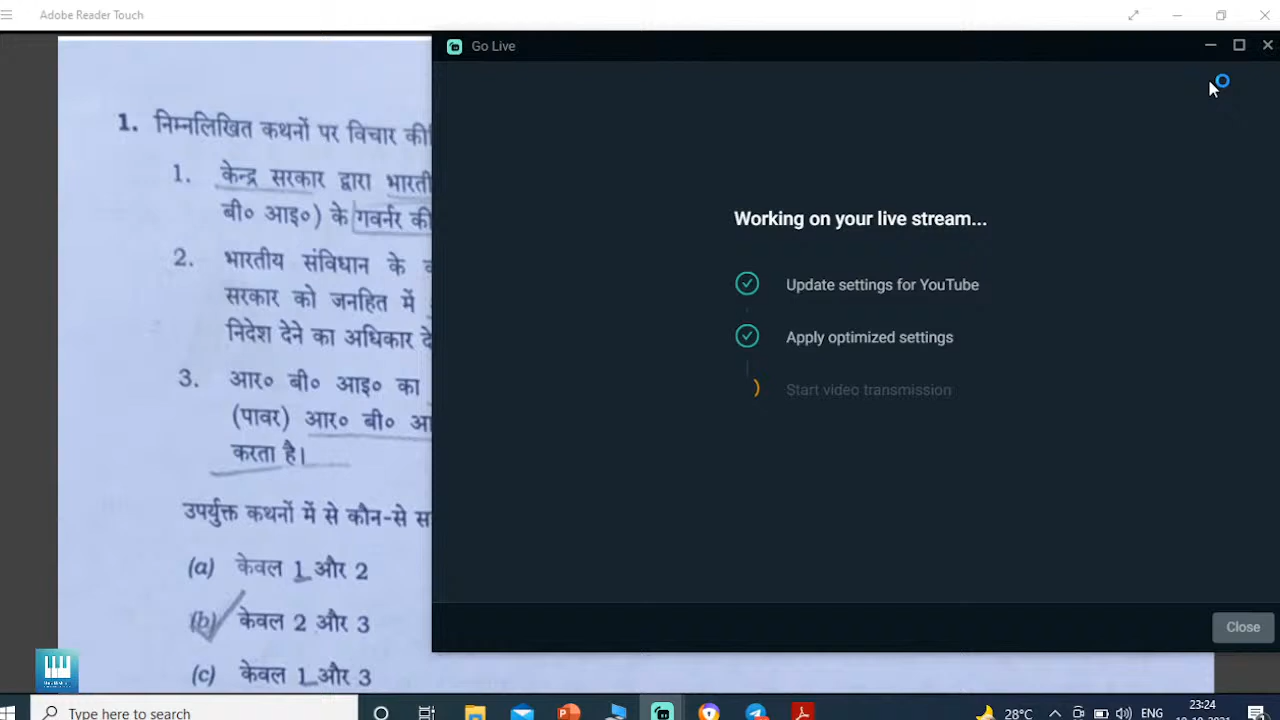 Adobe Reader Touch
Go Live
1. निम्नलिखित कथनों पर विचार की
1. केन्द्र सरकार द्वारा भारती
बी० आइ०) के गवर्नर की
2. भारतीय संविधान के
सरकार को जनहित में
निदेश देने का अधिकार दे
3. आर० बी० आइ० का
(पावर) आर० बी० आ
करता है।
उपर्युक्त कथनों में से कौन-से स
(a) केवल 1 और 2
(b) केवल 2 और 3
(c) केवल 1 और 3
Working on your live stream...
Update settings for YouTube
Apply optimized settings
Start video transmission
Close
Type here to search
28°C
ENG
23:24